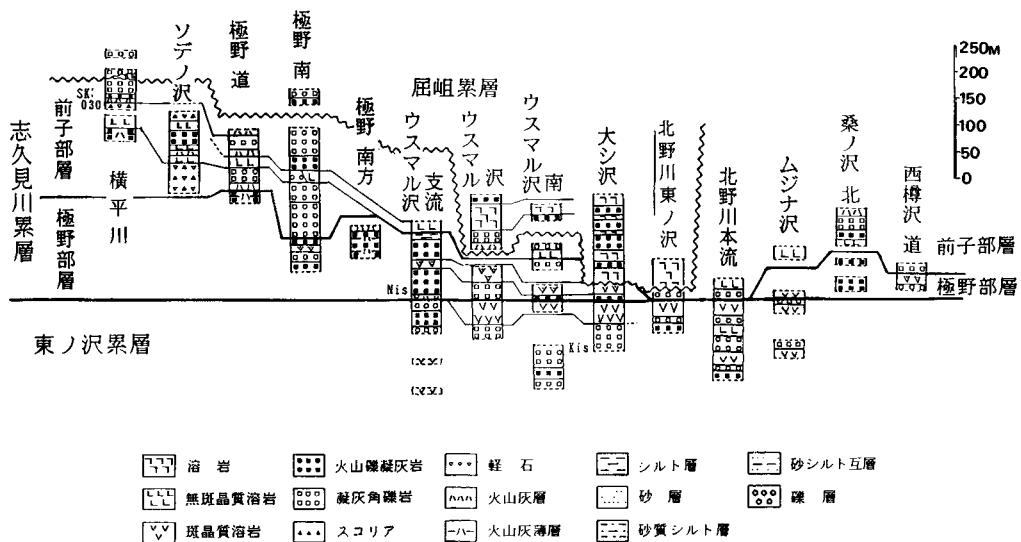 ソデノ沢
極野道
極野南
屈岨累層
250M
200
150
100
50
0
SK:
030
前子部層
志久見川累層
横平川
極野部層
極野南方
ウスマル沢支流
ウスマル沢
ウスマル沢南
大シ沢
北野川東ノ沢
北野川本流
ムジナ沢
桑ノ沢北
西樽沢道
前子部層
極野部層
Nis
Kis
東ノ沢累層
溶岩
火山礫凝灰岩
軽石
シルト層
砂シルト互層
無斑晶質溶岩
凝灰角礫岩
火山灰層
砂層
礫層
斑晶質溶岩
スコリア
火山灰薄層
砂質シルト層